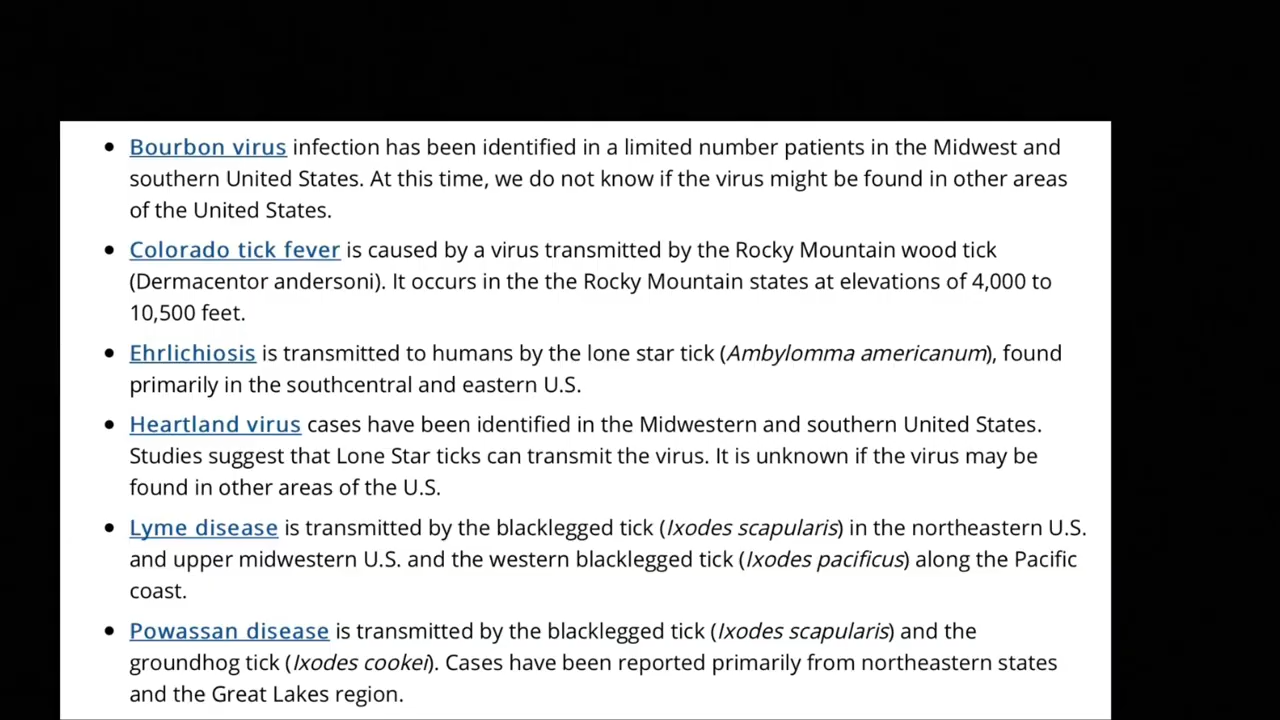 • Bourbon virus infection has been identified in a limited number patients in the Midwest and
southern United States. At this time, we do not know if the virus might be found in other areas
of the United States.
• Colorado tick fever is caused by a virus transmitted by the Rocky Mountain wood tick
(Dermacentor andersoni). It occurs in the the Rocky Mountain states at elevations of 4,000 to
10,500 feet.
• Ehrlichiosis is transmitted to humans by the lone star tick (Ambylomma americanum), found
primarily in the southcentral and eastern U.S.
• Heartland virus cases have been identified in the Midwestern and southern United States.
Studies suggest that Lone Star ticks can transmit the virus. It is unknown if the virus may be
found in other areas of the U.S.
• Lyme disease is transmitted by the blacklegged tick (Ixodes scapularis) in the northeastern U.S.
and upper midwestern U.S. and the western blacklegged tick (Ixodes pacificus) along the Pacific
coast.
• Powassan disease is transmitted by the blacklegged tick (Ixodes scapularis) and the
groundhog tick (Ixodes cookei). Cases have been reported primarily from northeastern states
and the Great Lakes region.